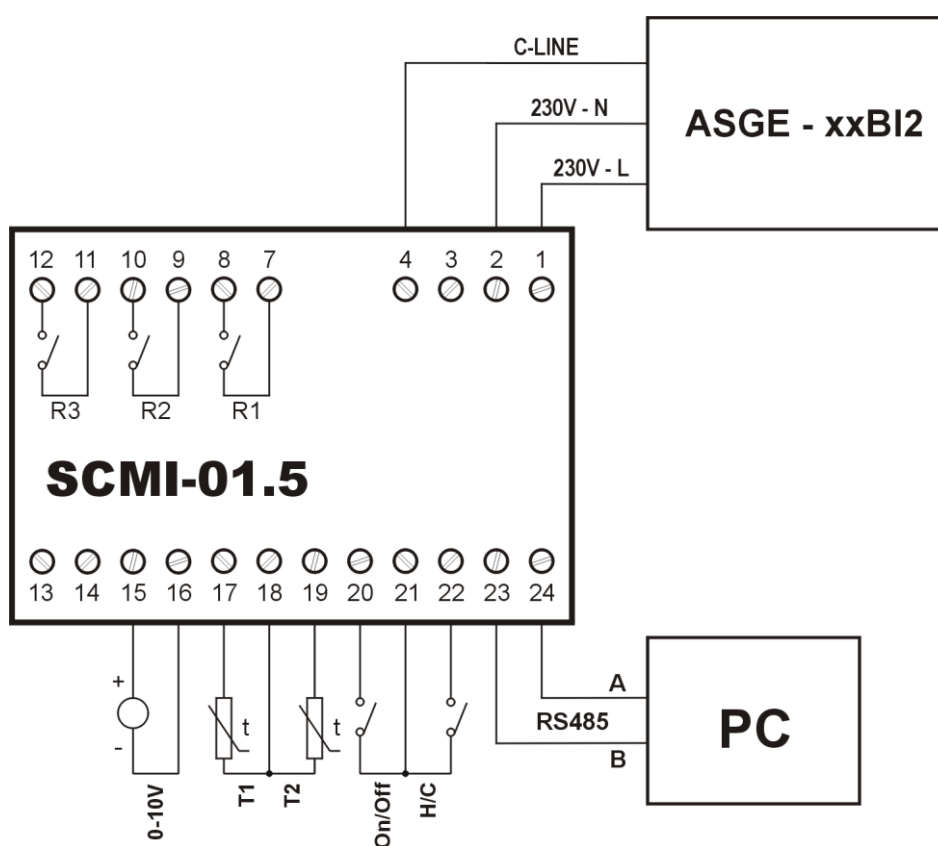 C-LINE
230V - N
230V - L
ASGE - xxBI2
12 11 10 9 8 7 4 3 2 1
R3 R2 R1
SCMI-01.5
13 14 15 16 17 18 19 20 21 22 23 24
+
-
0-10V
t
T1
t
T2
On/Off
H/C
A
RS485
B
PC